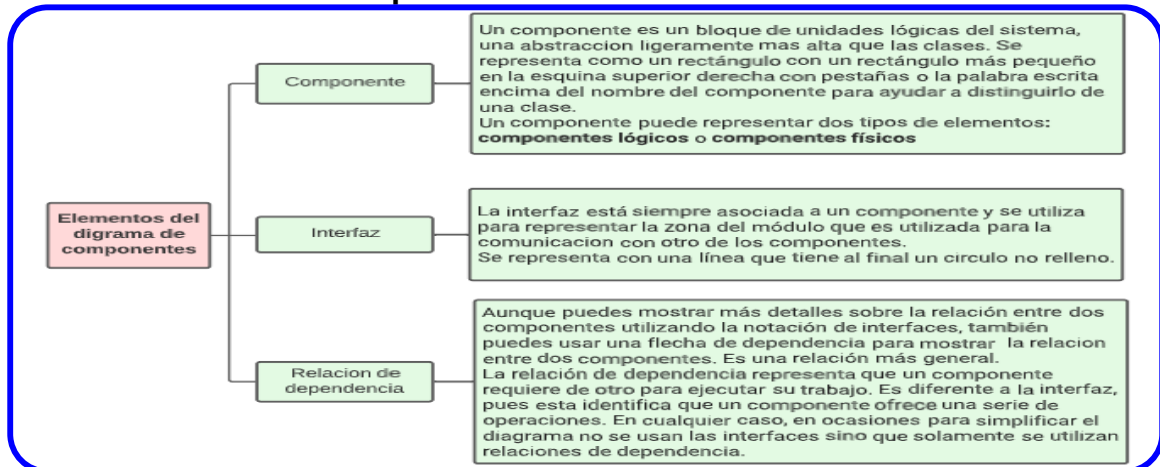 Elementos del
digrama de
componentes
Componente
Un componente es un bloque de unidades lógicas del sistema,
una abstraccion ligeramente mas alta que las clases. Se
representa como un rectángulo con un rectángulo más pequeño
en la esquina superior derecha con pestañas o la palabra escrita
encima del nombre del componente para ayudar a distinguirlo de
una clase.
Un componente puede representar dos tipos de elementos:
componentes lógicos o componentes físicos
Interfaz
La interfaz está siempre asociada a un componente y se utiliza
para representar la zona del módulo que es utilizada para la
comunicacion con otro de los componentes.
Se representa con una línea que tiene al final un circulo no relleno.
Relacion de
dependencia
Aunque puedes mostrar más detalles sobre la relación entre dos
componentes utilizando la notación de interfaces, también
puedes usar una flecha de dependencia para mostrar la relacion
entre dos componentes. Es una relación más general.
La relación de dependencia representa que un componente
requiere de otro para ejecutar su trabajo. Es diferente a la interfaz,
pues esta identifica que un componente ofrece una serie de
operaciones. En cualquier caso, en ocasiones para simplificar el
diagrama no se usan las interfaces sino que solamente se utilizan
relaciones de dependencia.